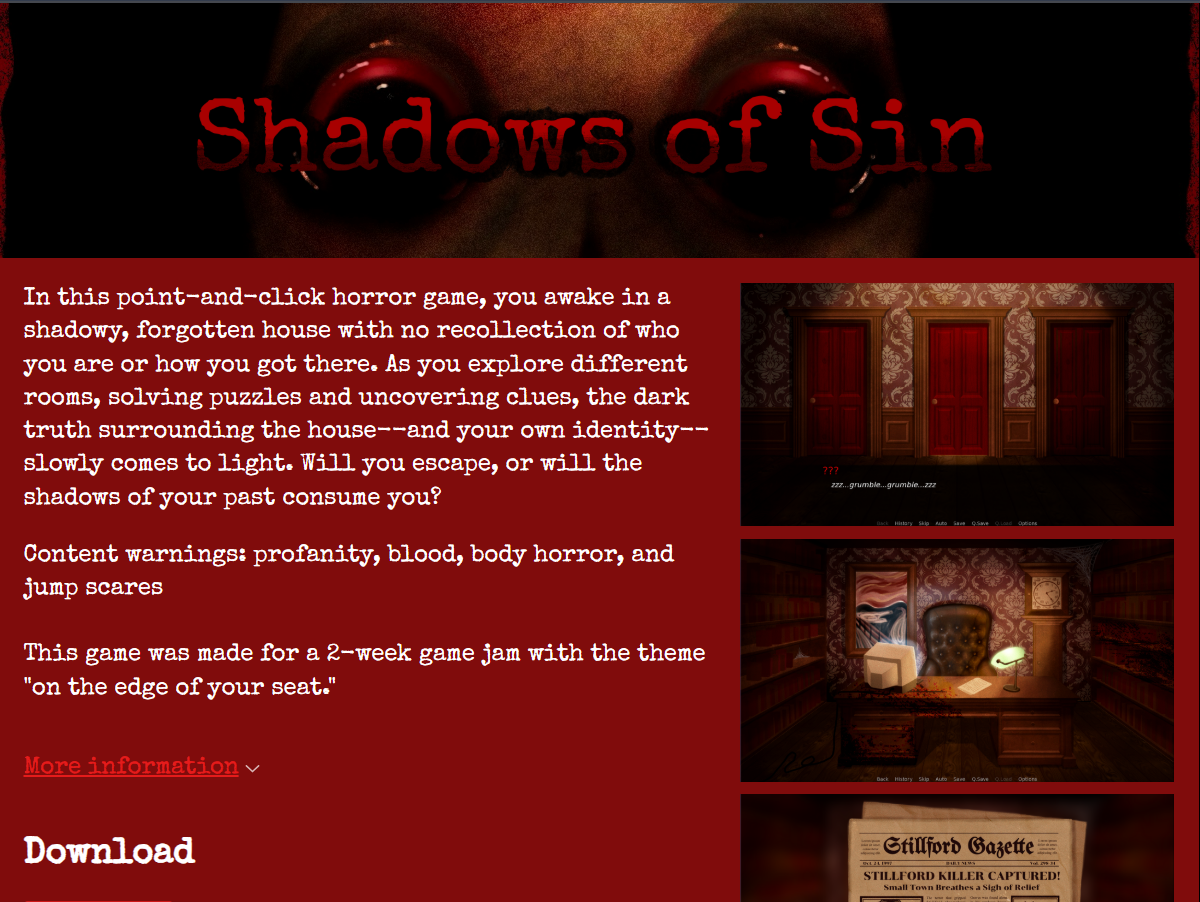 Shadows of Sin
In this point-and-click horror game, you awake in a
shadowy, forgotten house with no recollection of who
you are or how you got there. As you explore different
rooms, solving puzzles and uncovering clues, the dark
truth surrounding the house--and your own identity--
slowly comes to light. Will you escape, or will the
shadows of your past consume you?
Content warnings: profanity, blood, body horror, and
jump scares
This game was made for a 2-week game jam with the theme
"on the edge of your seat."
More information
Download
???
zzz...grumble...grumble...zzz
Back History Skip Auto Save Q.Save Q.Load Options
Back History Skip Auto Save Q.Save Q.Load Options
Stillford Gazette
Oct. 24, 1997 DAILY NEWS
STILLFORD KILLER CAPTURED!
Small Town Breathes a Sigh of Relief